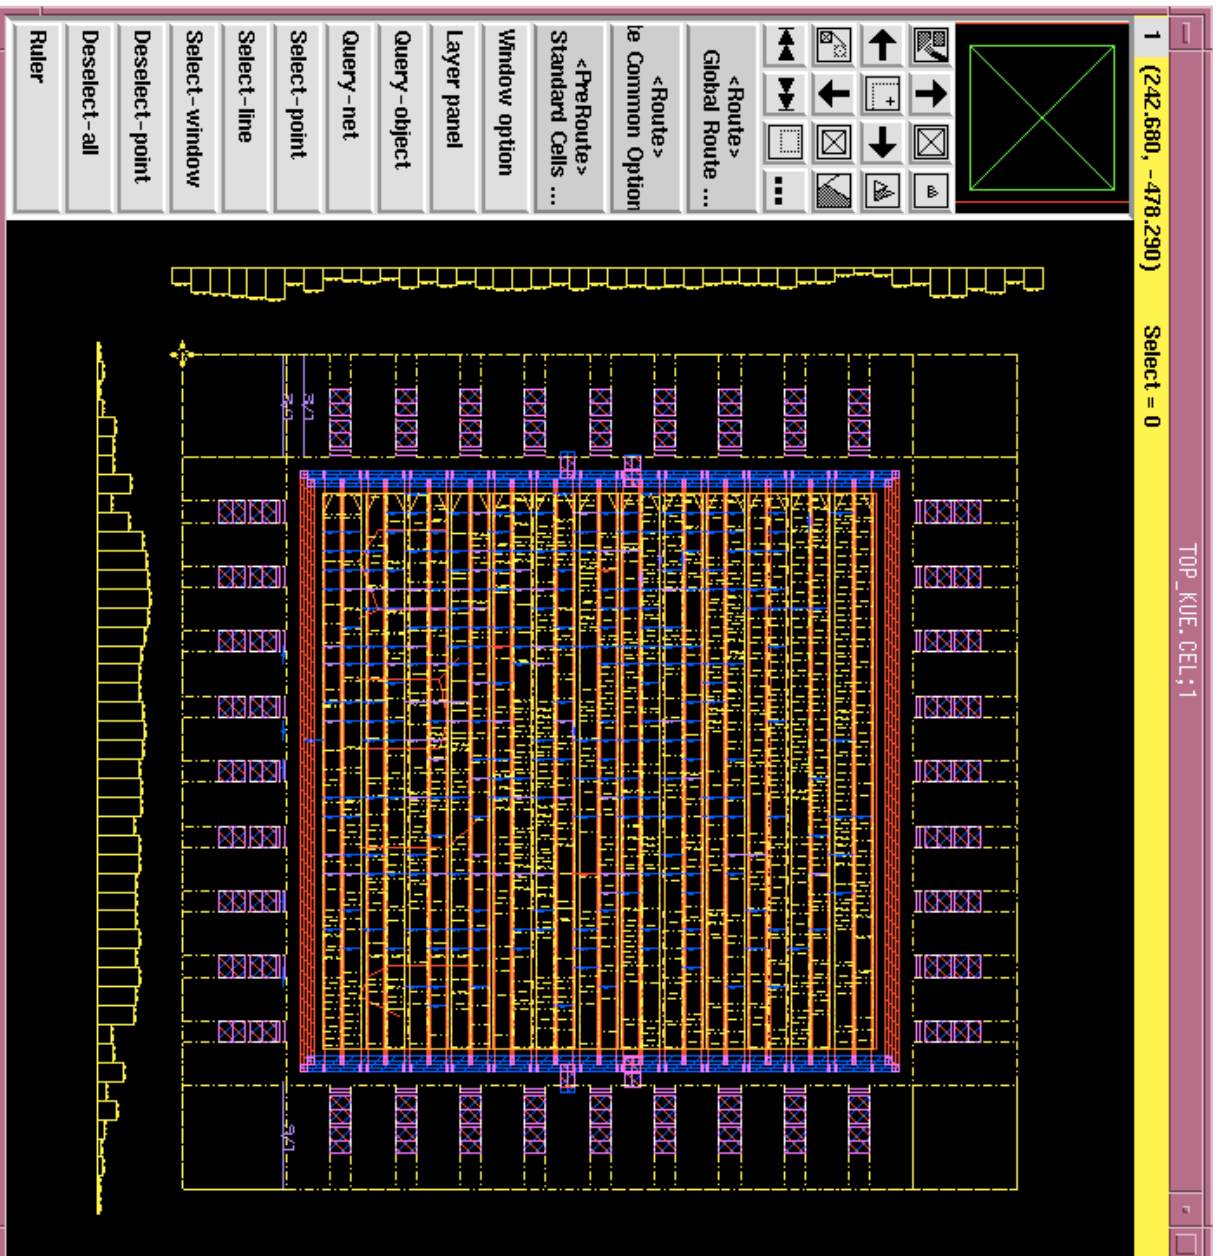 TOP_KUE.CEL;1
1 (242.680, -478.290) Select = 0
<Route>
Global Route ...
<Route>
te Common Option
<PreRoute>
Standard Cells ...
Window option
Layer panel
Query-object
Query-net
Select-point
Select-line
Select-window
Deselect-point
Deselect-all
Ruler